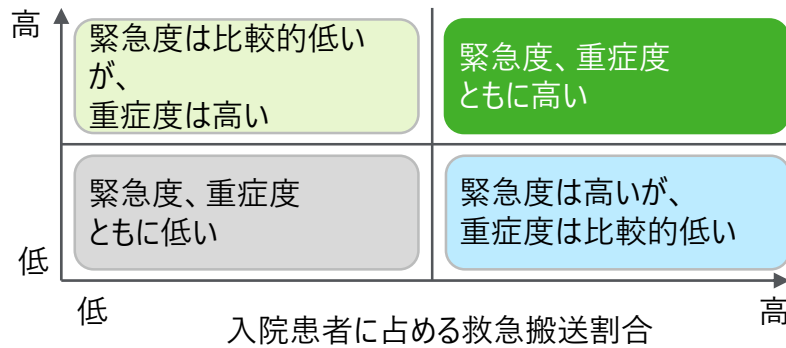 高
緊急度は比較的低い
が、
重症度は高い
緊急度、重症度
ともに高い
緊急度、重症度
ともに低い
緊急度は高いが、
重症度は比較的低い
低
低
高
入院患者に占める救急搬送割合